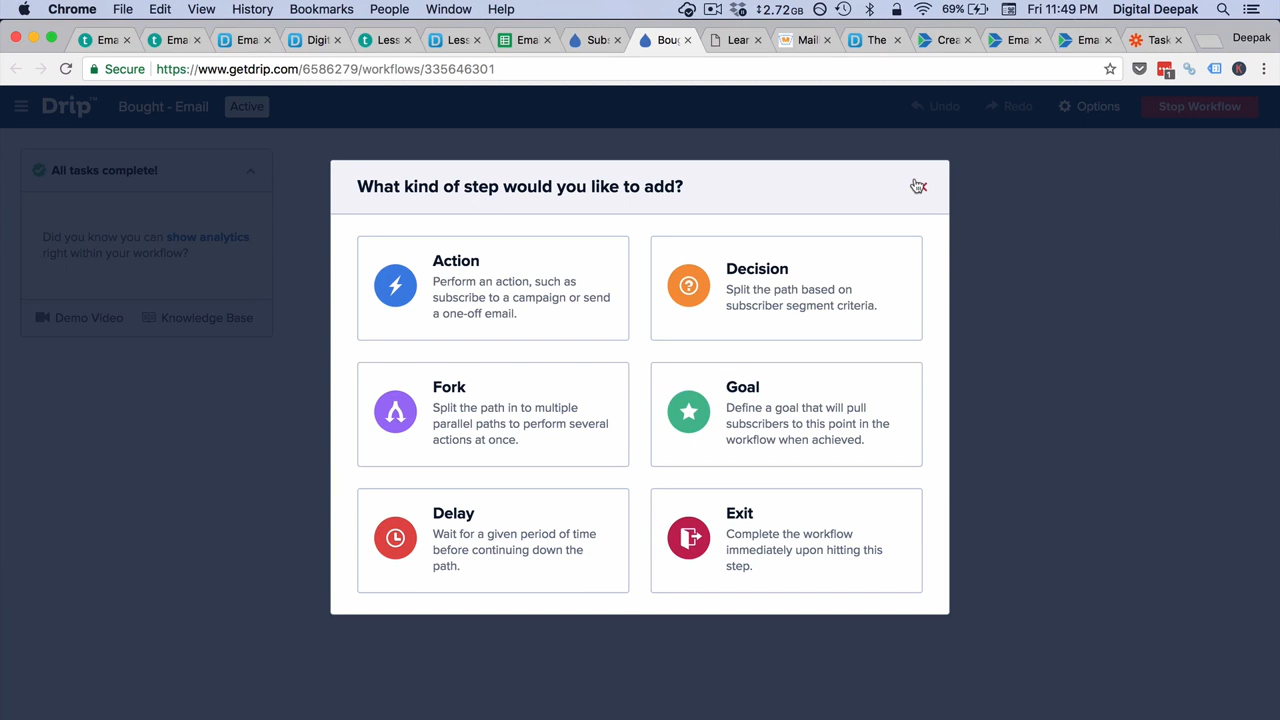 Chrome File Edit View History Bookmarks People Window Help 2.72GB 69% Fri 11:49 PM Digital Deepak
Ema Ema Ema Digit Less Less Ema Subs Boug Lear Mail The Crea Ema Ema Task Deepak
Secure https://www.getdrip.com/6586279/workflows/335646301 1 K
Drip™ Bought - Email Active Undo Redo Options Stop Workflow
All tasks complete!
Did you know you can show analytics
right within your workflow?
Demo Video Knowledge Base
What kind of step would you like to add?
Action
Perform an action, such as
subscribe to a campaign or send
a one-off email.
Decision
Split the path based on
subscriber segment criteria.
Fork
Split the path in to multiple
parallel paths to perform several
actions at once.
Goal
Define a goal that will pull
subscribers to this point in the
workflow when achieved.
Delay
Wait for a given period of time
before continuing down the
path.
Exit
Complete the workflow
immediately upon hitting this
step.